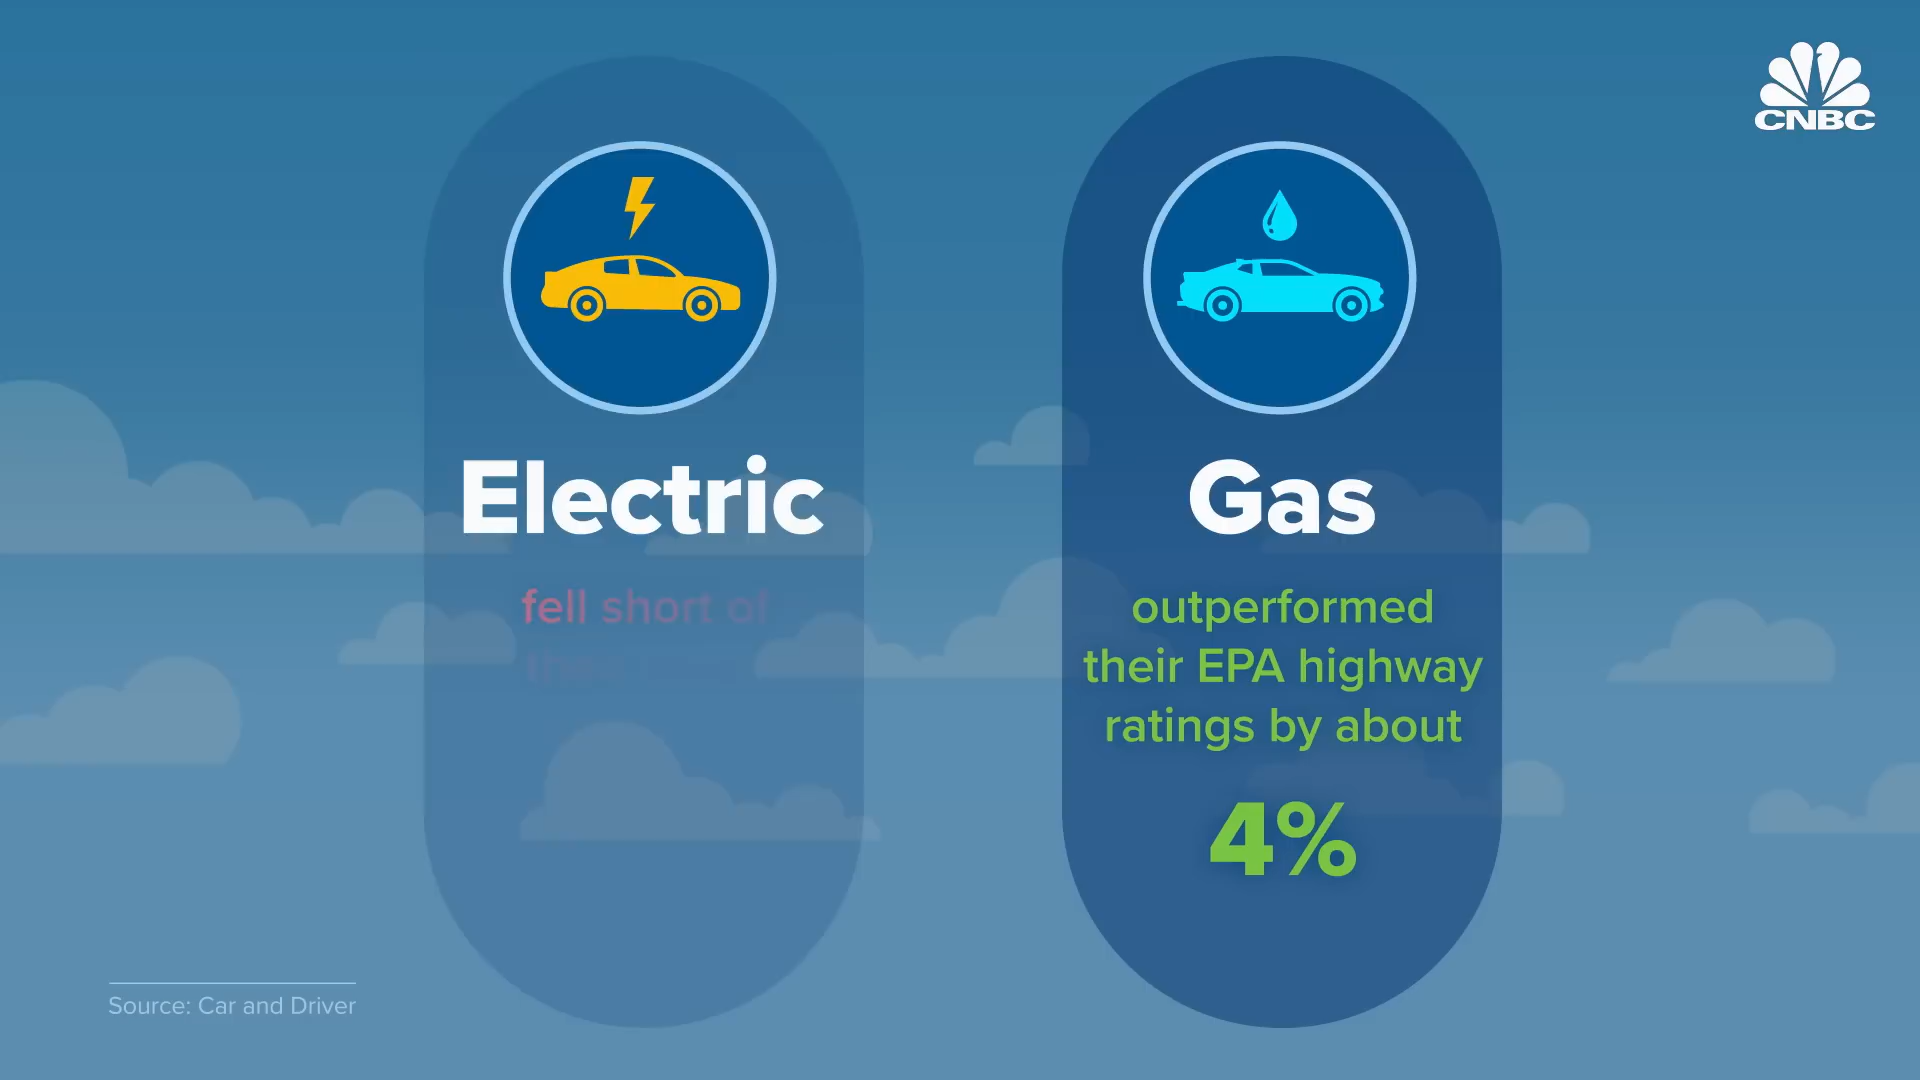 CNBC
Electric
fell short of
Gas
outperformed
their EPA highway
ratings by about
4%
Source: Car and Driver